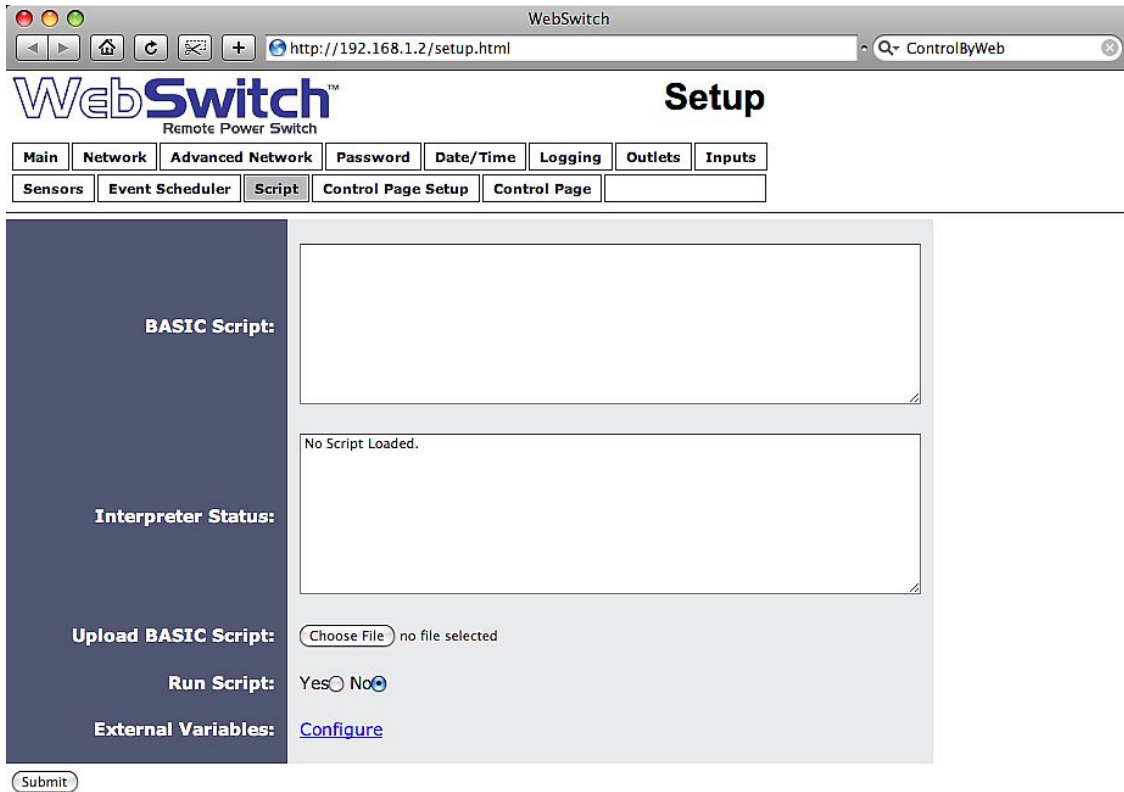 WebSwitch
http://192.168.1.2/setup.html
ControlByWeb
WebSwitch™
Remote Power Switch
Setup
Main Network Advanced Network Password Date/Time Logging Outlets Inputs
Sensors Event Scheduler Script Control Page Setup Control Page
BASIC Script:
No Script Loaded.
Interpreter Status:
Upload BASIC Script: Choose File no file selected
Run Script: Yes No
External Variables: Configure
Submit